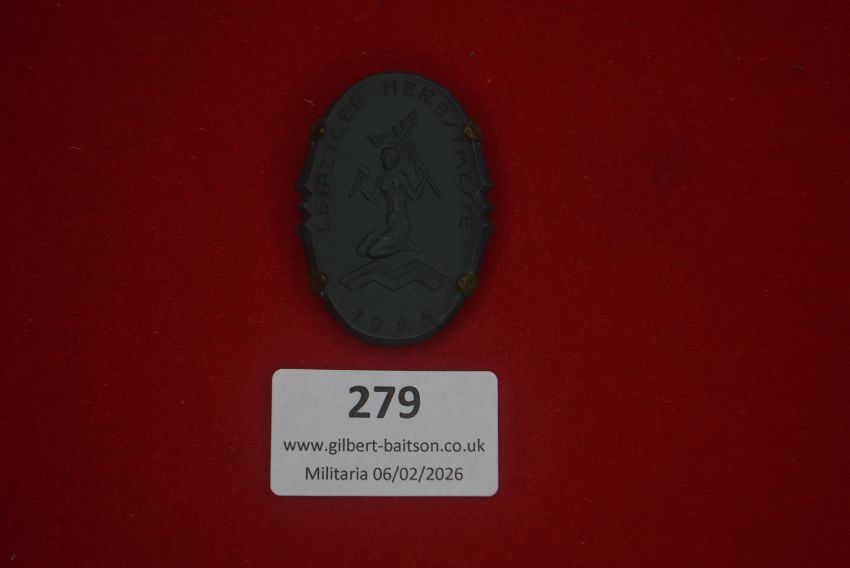 LEIPZIGER HERBSTMESSE
1925
279
www.gilbert-baitson.co.uk
Militaria 06/02/2026